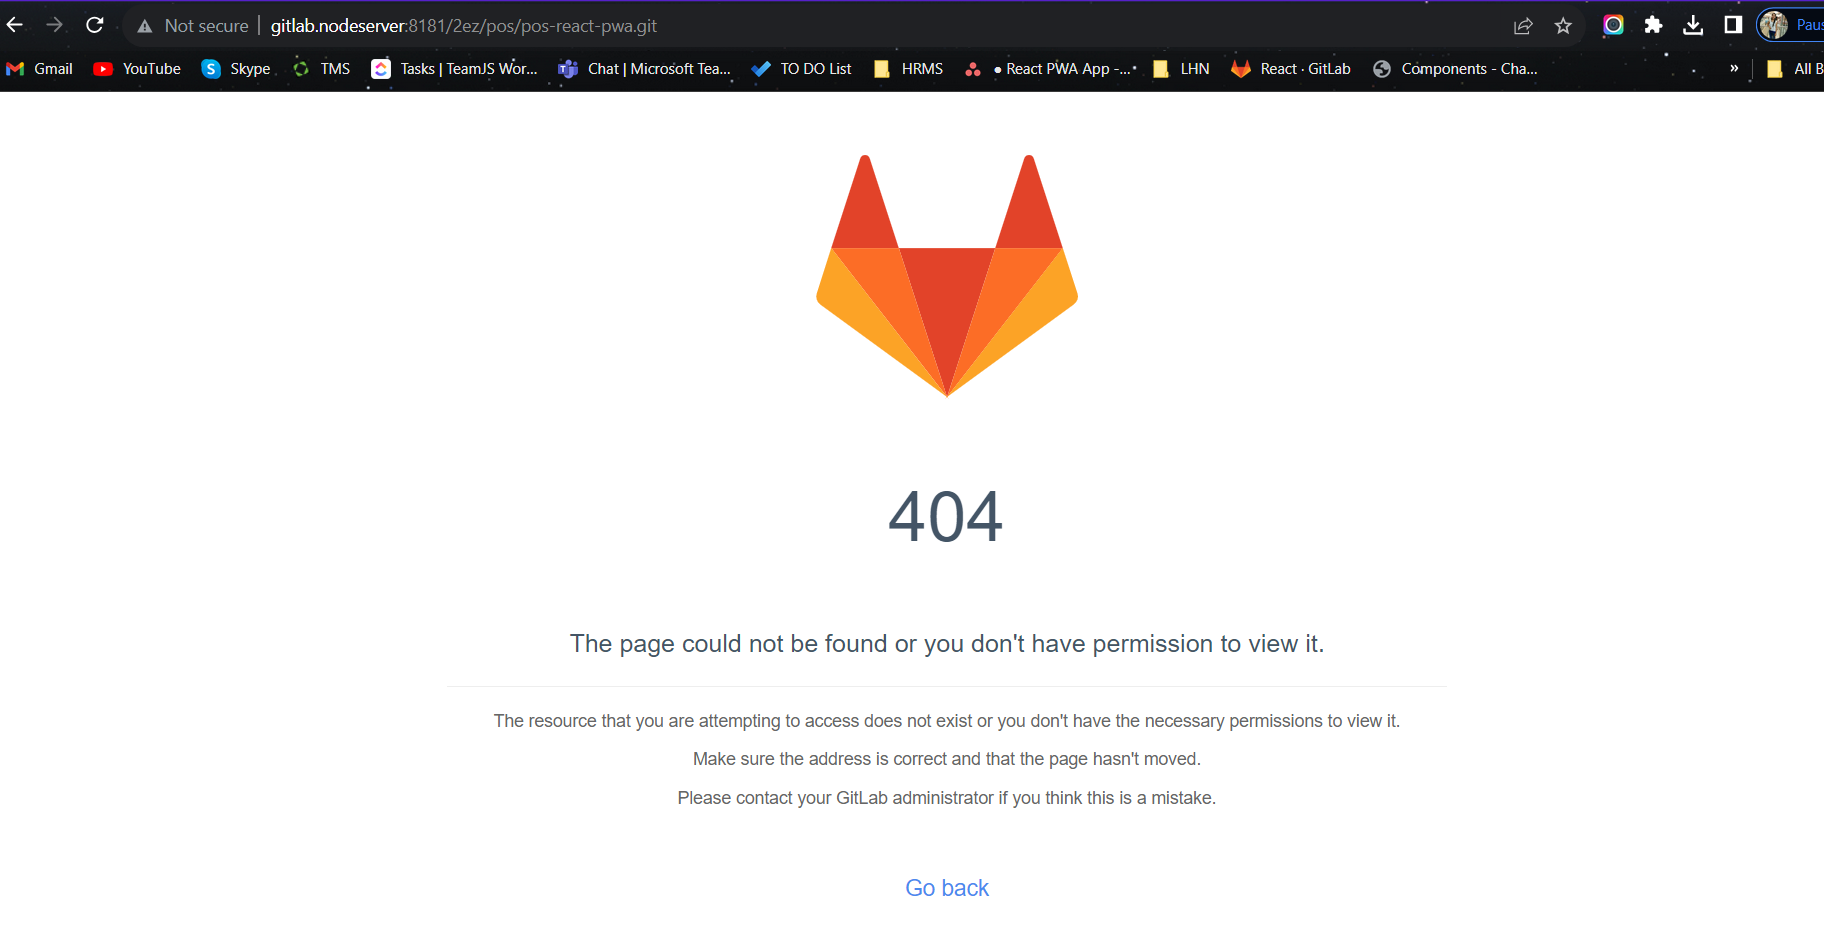 Not secure gitlab.nodeserver:8181/2ez/pos/pos-react-pwa.git Paus
Gmail YouTube Skype TMS Tasks | TeamJS Wor... Chat | Microsoft Tea... TO DO List HRMS • React PWA App -... LHN React · GitLab Components - Cha... » All B
404
The page could not be found or you don't have permission to view it.
The resource that you are attempting to access does not exist or you don't have the necessary permissions to view it.
Make sure the address is correct and that the page hasn't moved.
Please contact your GitLab administrator if you think this is a mistake.
Go back